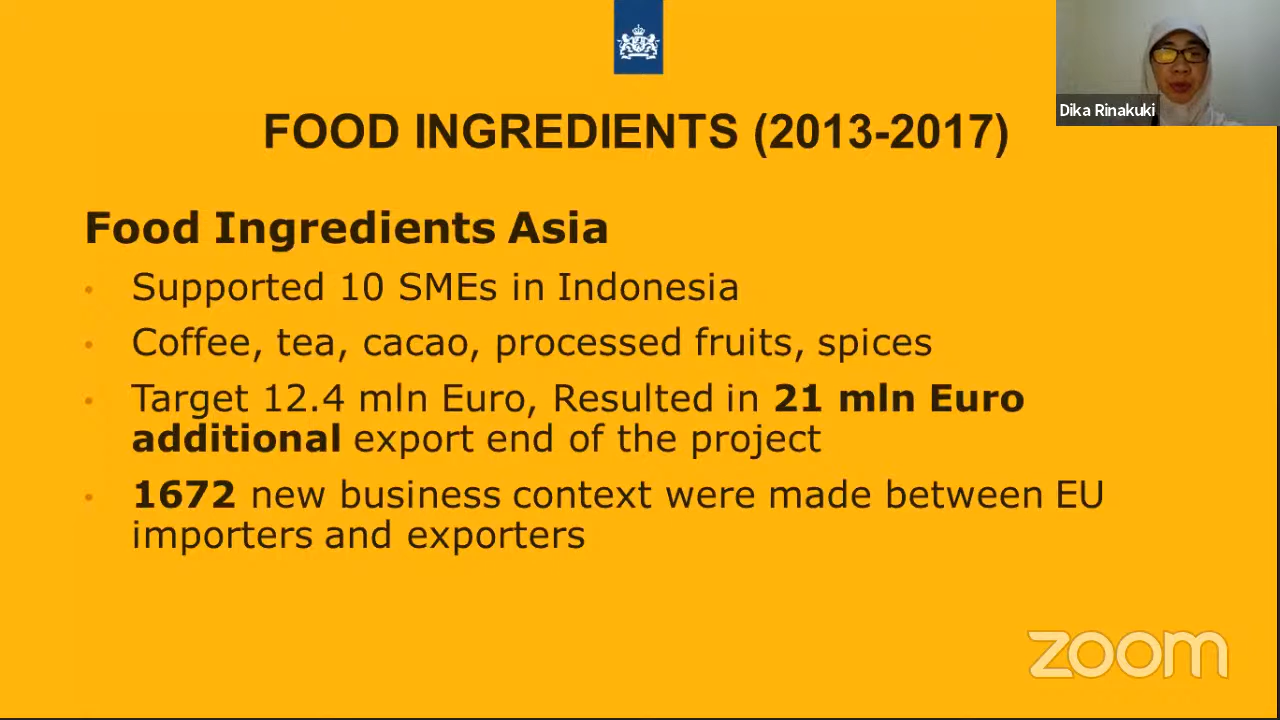 Dika Rinakuki
FOOD INGREDIENTS (2013-2017)
Food Ingredients Asia
• Supported 10 SMEs in Indonesia
• Coffee, tea, cacao, processed fruits, spices
• Target 12.4 mln Euro, Resulted in 21 mln Euro
additional export end of the project
• 1672 new business context were made between EU
importers and exporters
zoom